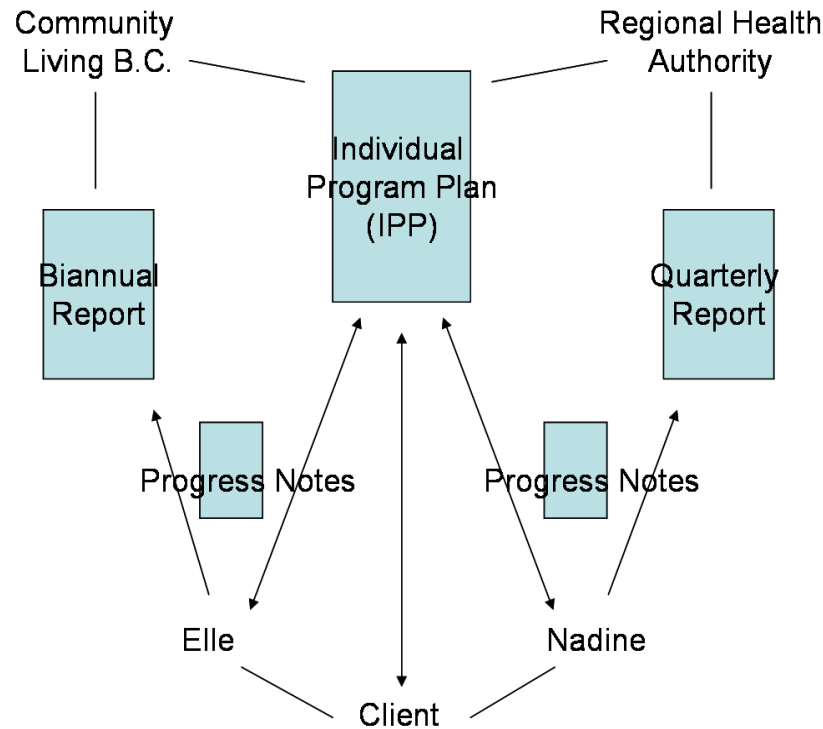 Community
Living B.C.
Regional Health
Authority
Individual
Program Plan
(IPP)
Biannual
Report
Quarterly
Report
Progress Notes
Progress Notes
Elle
Nadine
Client